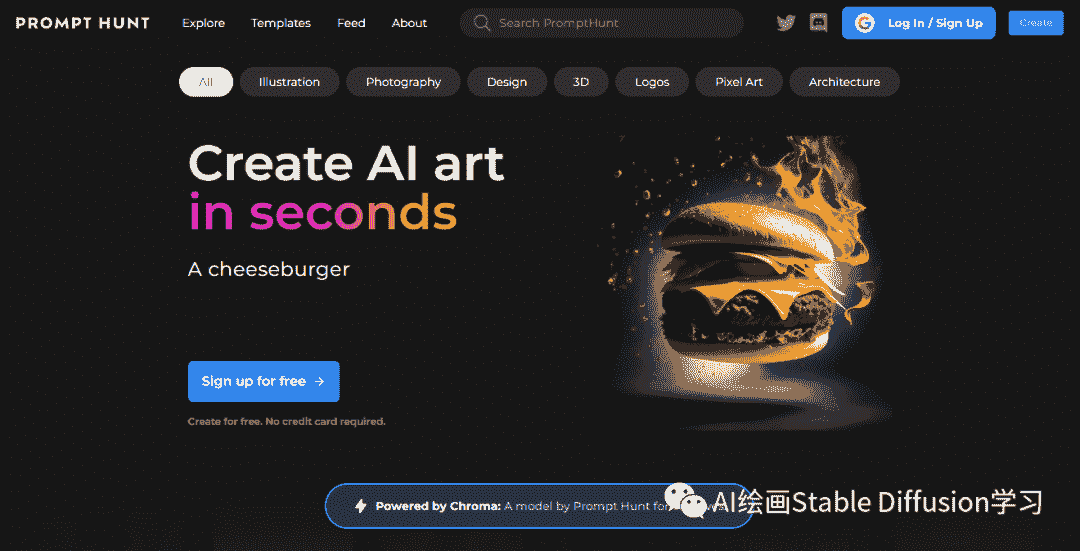 PROMPT HUNT Explore Templates Feed About Search PromptHunt Log In / Sign Up Create
All Illustration Photography Design 3D Logos Pixel Art Architecture
Create AI art
in seconds
A cheeseburger
Sign up for free →
Create for free. No credit card required.
Powered by Chroma: A model by Prompt Hunt for
AI绘画Stable Diffusion学习